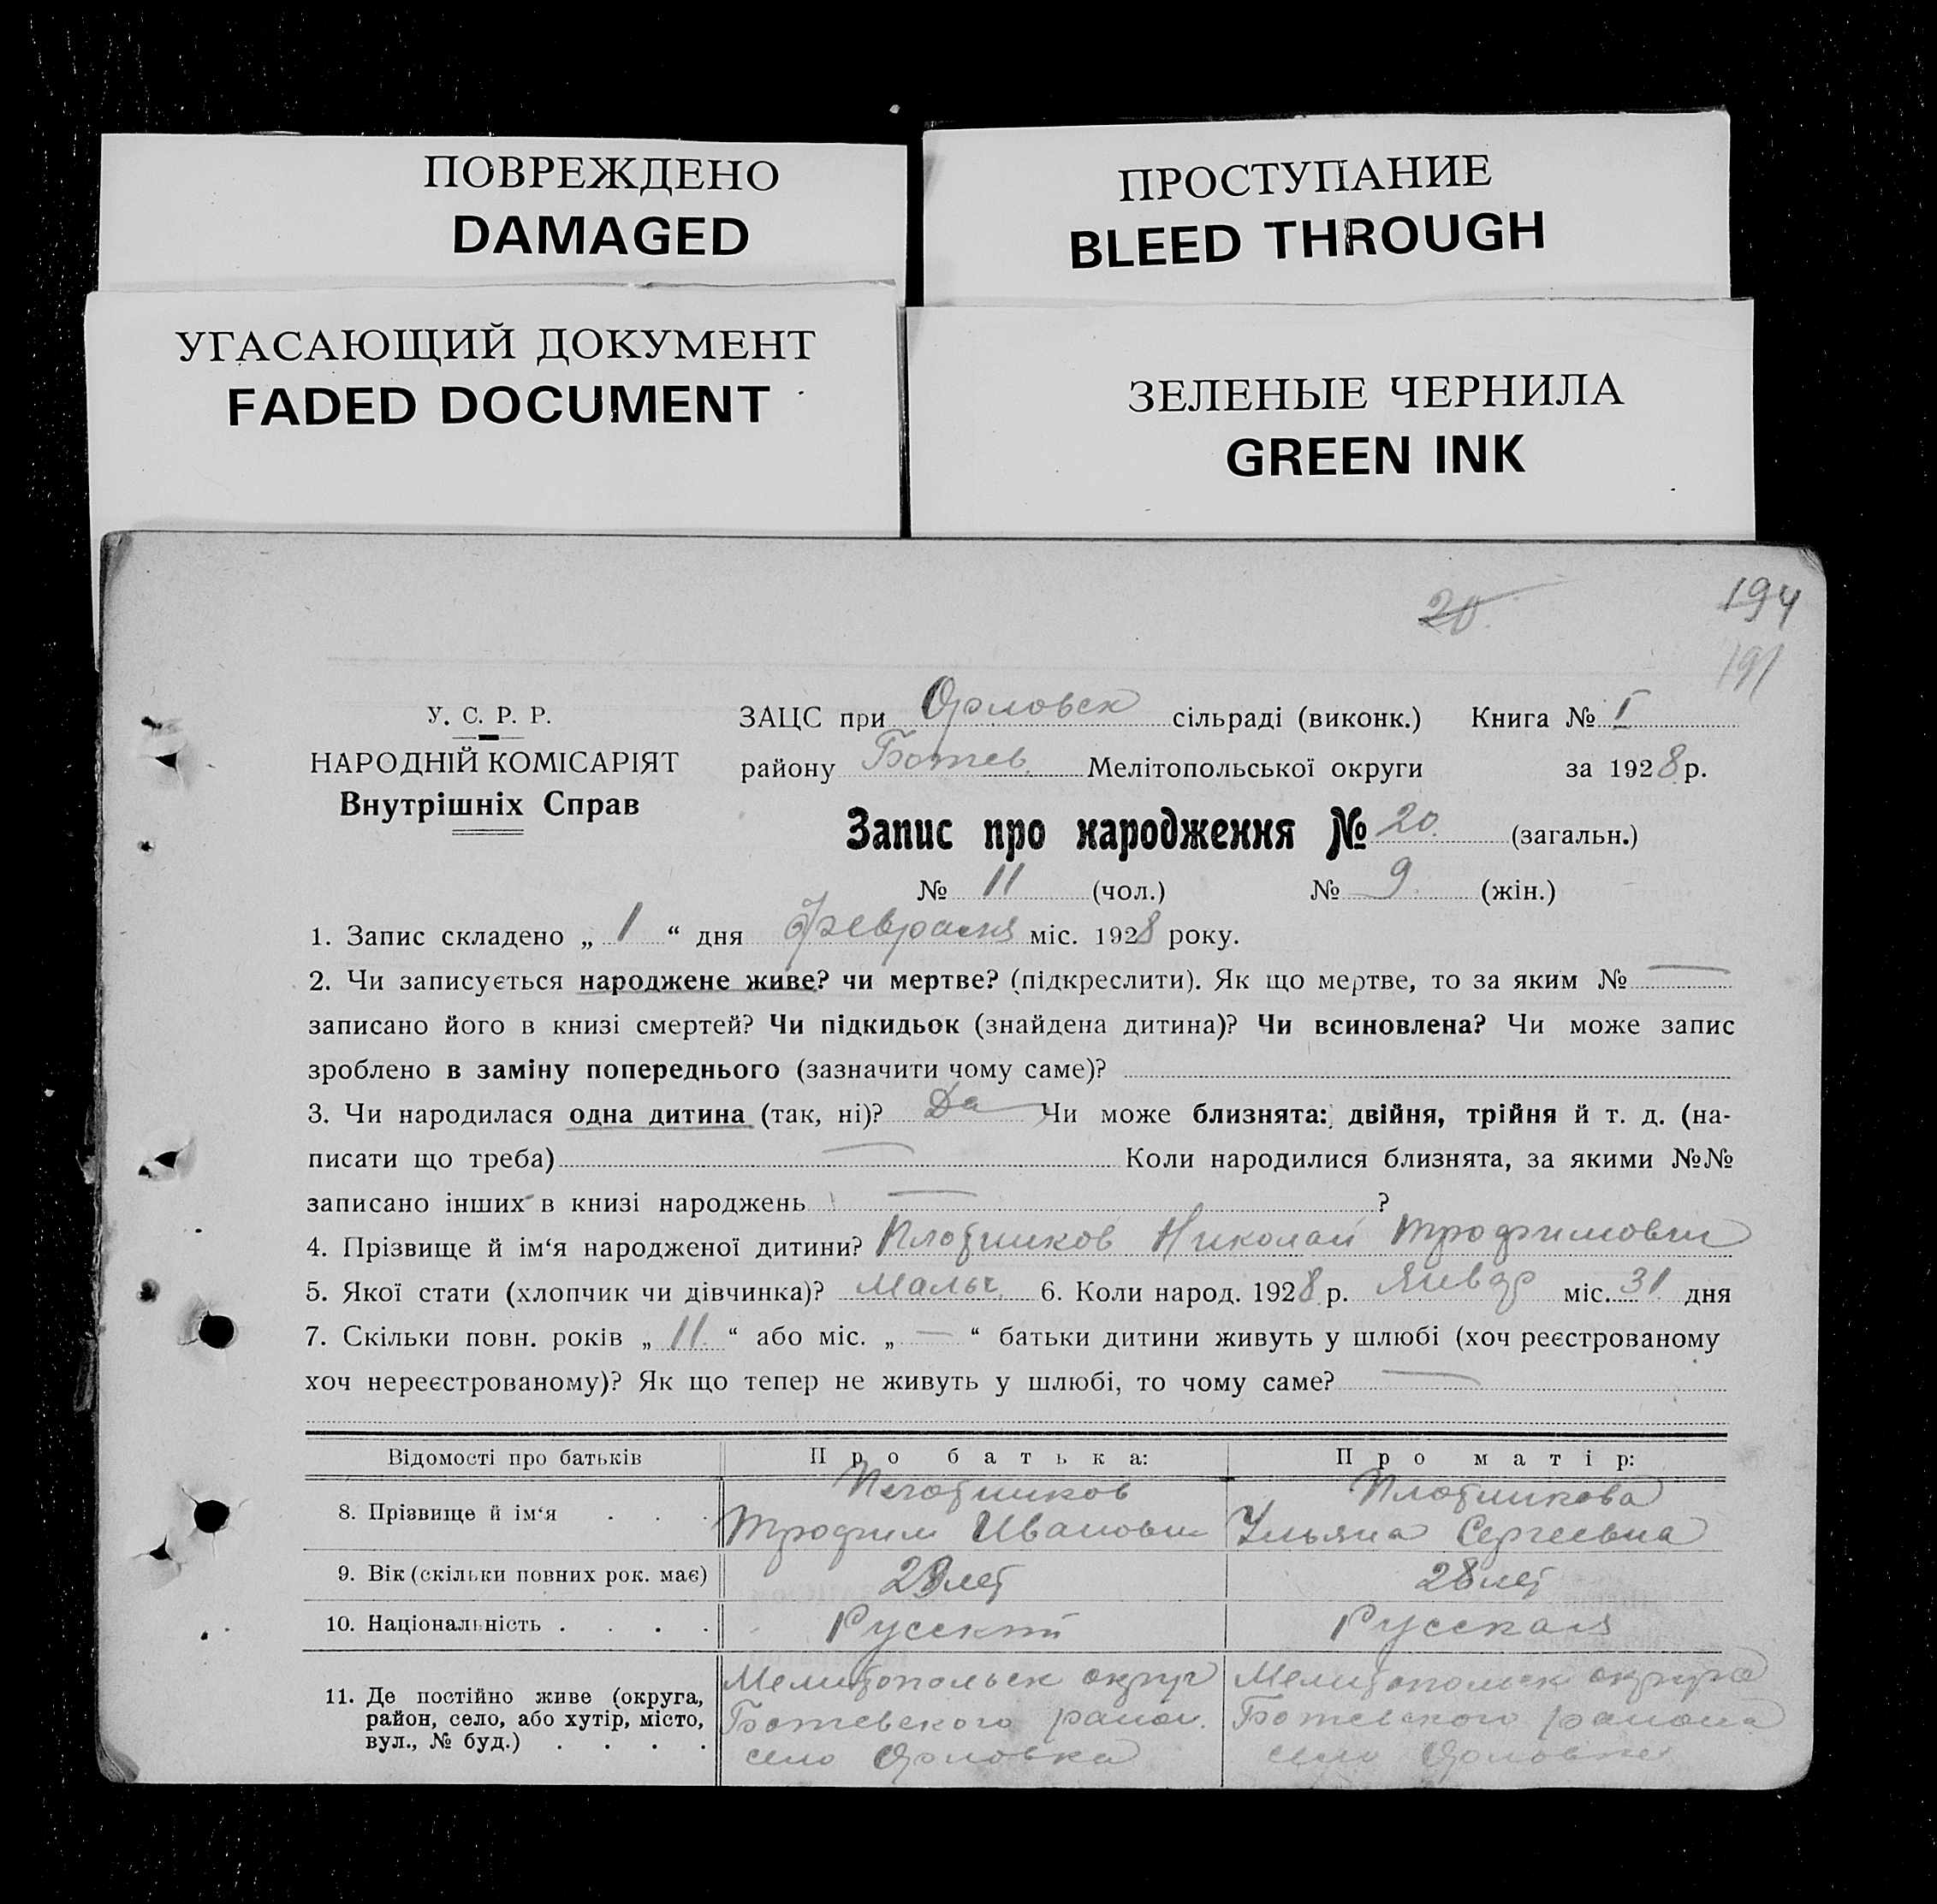 ПОВРЕЖДЕНО
DAMAGED
ПРОСТУПАНИЕ
BLEED THROUGH
УГАСАЮЩИЙ ДОКУМЕНТ
FADED DOCUMENT
ЗЕЛЕНЫЕ ЧЕРНИЛА
GREEN INK
20
194
191
У. С. Р. Р.
НАРОДНІЙ КОМІСАРІЯТ
Внутрішніх Справ
ЗАЦС при Орловск сільраді (виконк.) Книга № I
району Ботев. Мелітопольської округи за 1928 р.
Запис про народження № 20 (загальн.)
№ 11 (чол.) № 9 (жін.)
1. Запис складено „ 1 “ дня Февраля міс. 1928 року.
2. Чи записується народжене живе? чи мертве? (підкреслити). Як що мертве, то за яким № —
записано його в книзі смертей? Чи підкидьок (знайдена дитина)? Чи всиновлена? Чи може запис
зроблено в заміну попереднього (зазначити чому саме)?
3. Чи народилася одна дитина (так, ні)? Да Чи може близнята: двійня, трійня й т. д. (на-
писати що треба) — Коли народилися близнята, за якими №№
записано інших в книзі народжень — ?
4. Прізвище й ім‘я народженої дитини? Плотников Николай Трофимович
5. Якої стати (хлопчик чи дівчинка)? Мальч. 6. Коли народ. 1928 р. Январ міс. 31 дня
7. Скільки повн. років „ 11 “ або міс. „ — “ батьки дитини живуть у шлюбі (хоч реєстрованому
хоч нереєстрованому)? Як що тепер не живуть у шлюбі, то чому саме? —
Відомості про батьків Про батька: Про матір:
8. Прізвище й ім‘я . . .
Плотников
Трофим Иванович
Плотникова
Ульяна Сергеевна
9. Вік (скільки повних рок. має) 29 лет 28 лет
10. Національність . . . . Русский Русская
11. Де постійно живе (округа,
район, село, або хутір, місто,
вул., № буд.) . . . .
Мелитопольск округ
Ботевского район.
село Орловка
Мелитопольск округа
Ботевского района
село Орловка